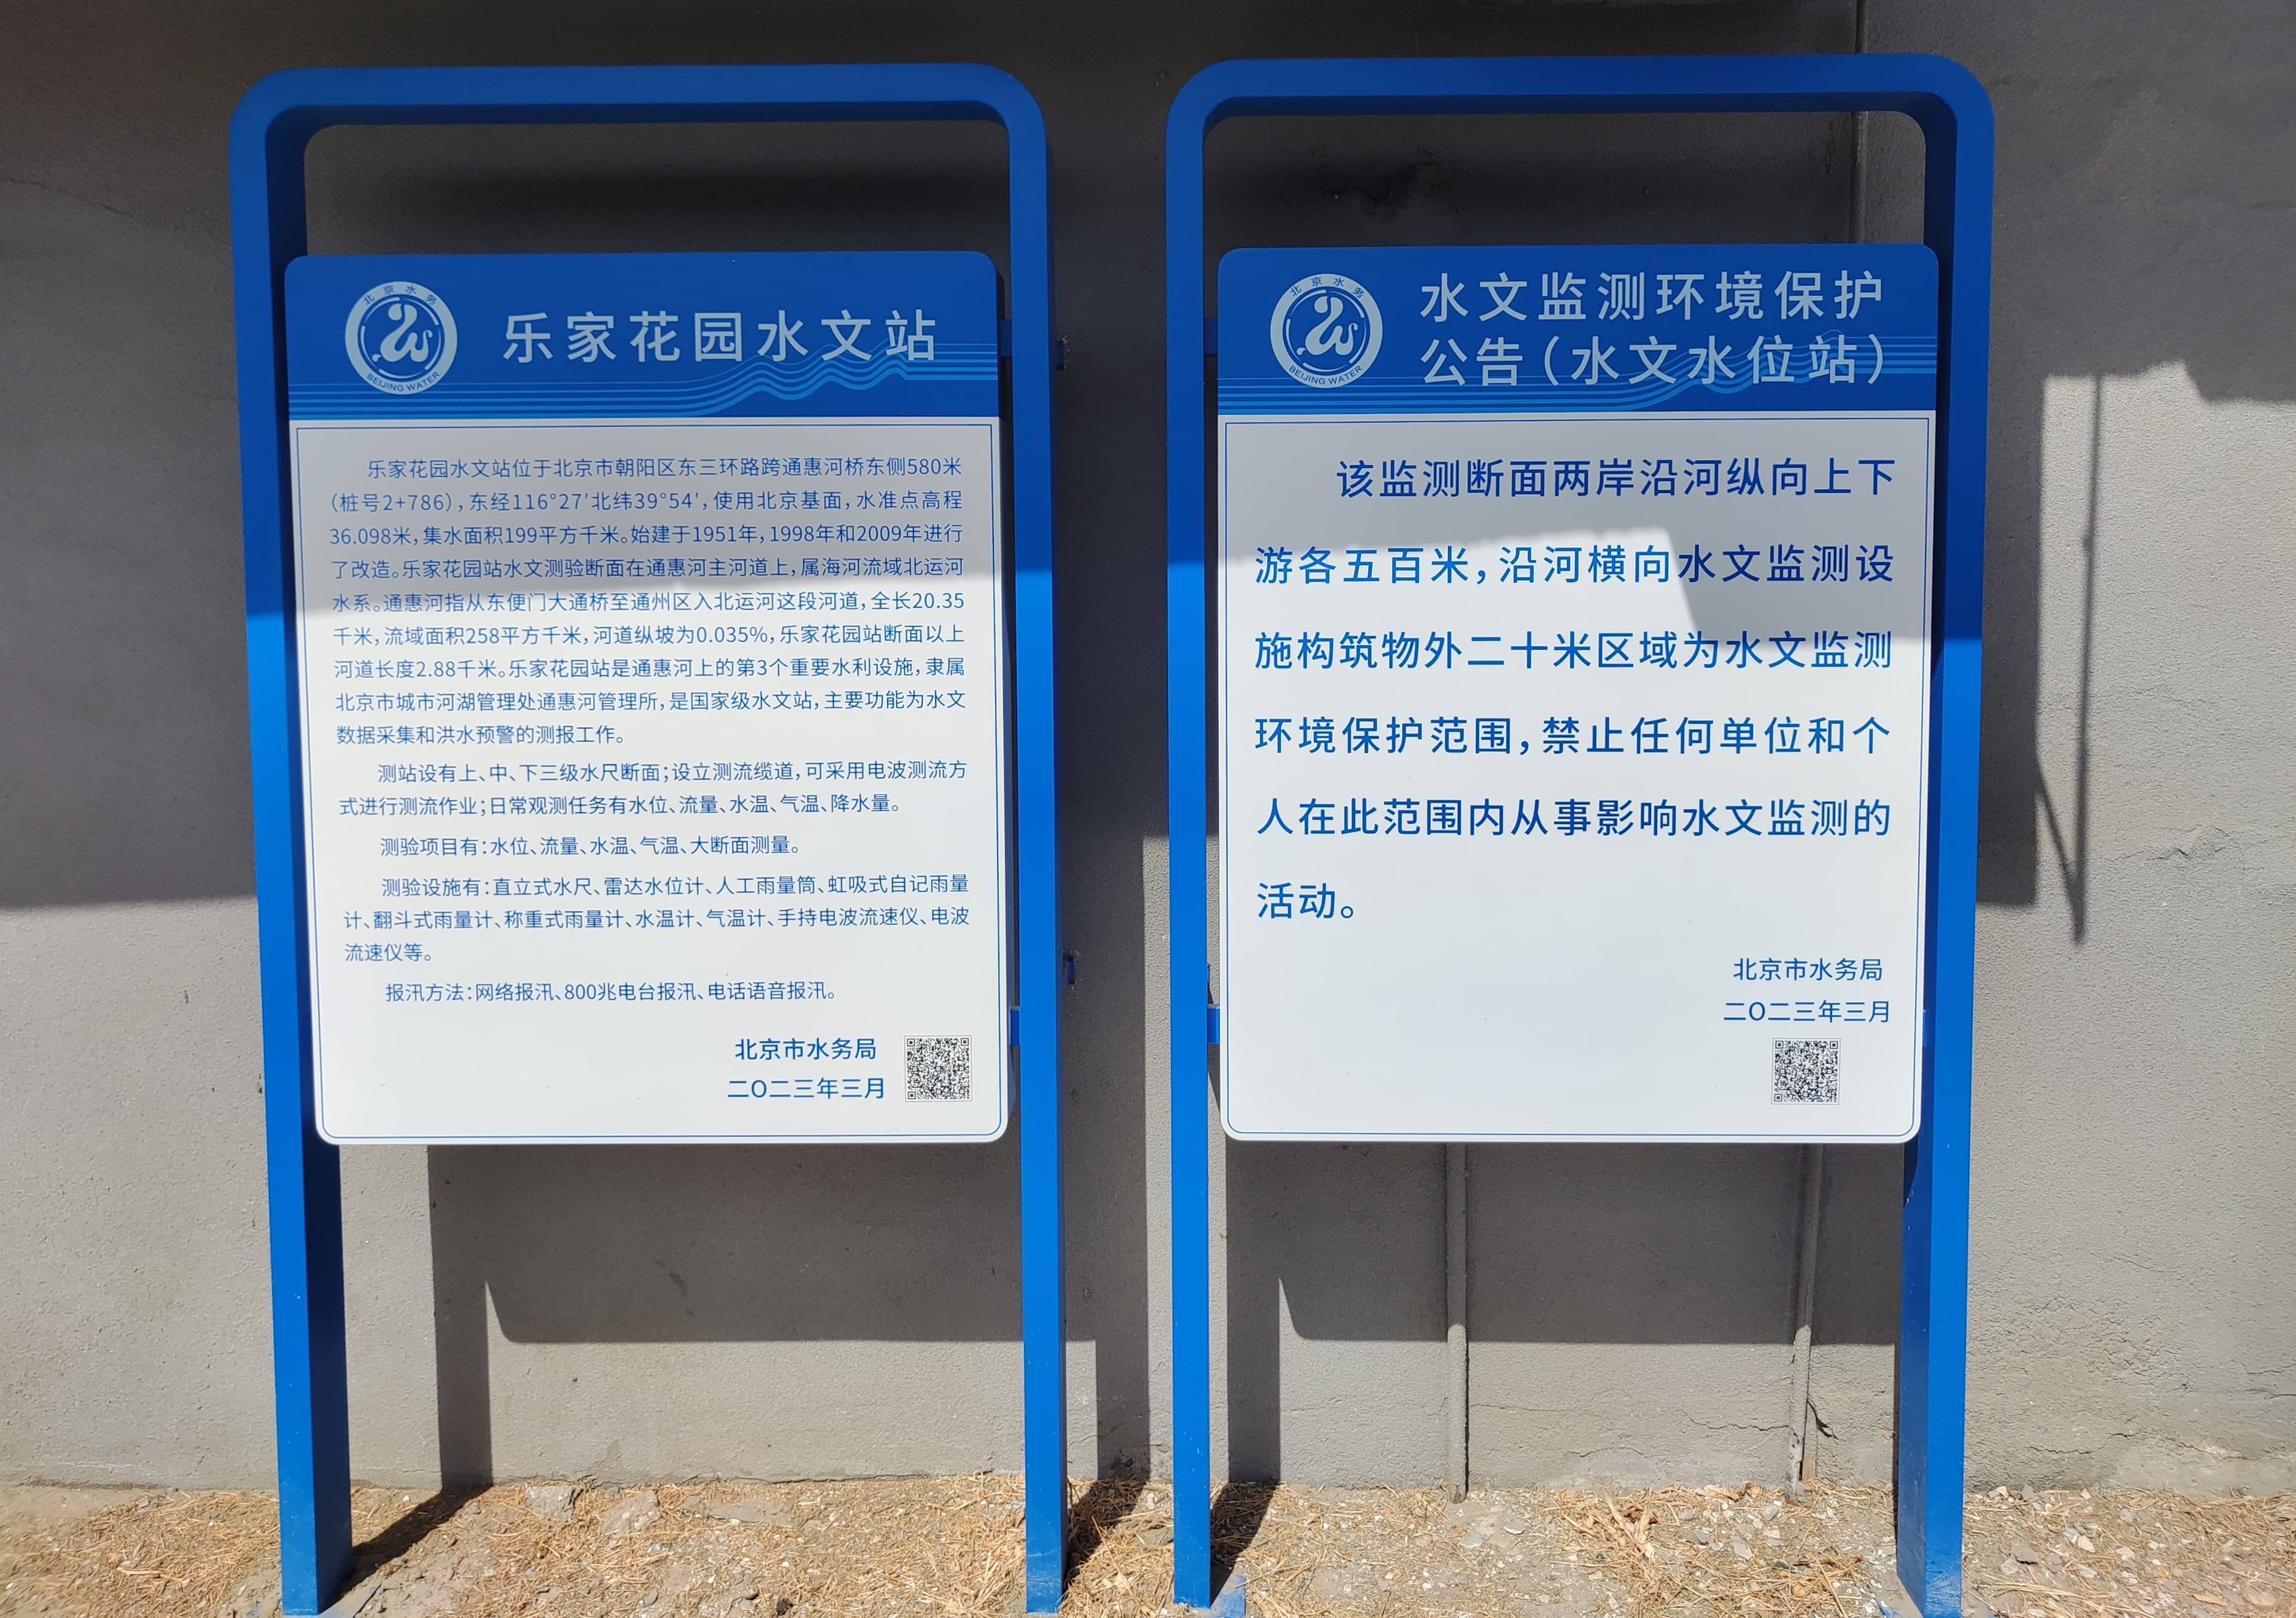 北京水务
BEIJING WATER
乐家花园水文站
乐家花园水文站位于北京市朝阳区东三环路跨通惠河桥东侧580米
（桩号2+786），东经116°27′北纬39°54′，使用北京基面，水准点高程
36.098米，集水面积199平方千米。始建于1951年，1998年和2009年进行
了改造。乐家花园站水文测验断面在通惠河主河道上，属海河流域北运河
水系。通惠河指从东便门大通桥至通州区入北运河这段河道，全长20.35
千米，流域面积258平方千米，河道纵坡为0.035%，乐家花园站断面以上
河道长度2.88千米。乐家花园站是通惠河上的第3个重要水利设施，隶属
北京市城市河湖管理处通惠河管理所，是国家级水文站，主要功能为水文
数据采集和洪水预警的测报工作。
测站设有上、中、下三级水尺断面；设立测流缆道，可采用电波测流方
式进行测流作业；日常观测任务有水位、流量、水温、气温、降水量。
测验项目有：水位、流量、水温、气温、大断面测量。
测验设施有：直立式水尺、雷达水位计、人工雨量筒、虹吸式自记雨量
计、翻斗式雨量计、称重式雨量计、水温计、气温计、手持电波流速仪、电波
流速仪等。
报汛方法：网络报汛、800兆电台报汛、电话语音报汛。
北京市水务局
二〇二三年三月
北京水务
BEIJING WATER
水文监测环境保护
公告（水文水位站）
该监测断面两岸沿河纵向上下
游各五百米，沿河横向水文监测设
施构筑物外二十米区域为水文监测
环境保护范围，禁止任何单位和个
人在此范围内从事影响水文监测的
活动。
北京市水务局
二〇二三年三月